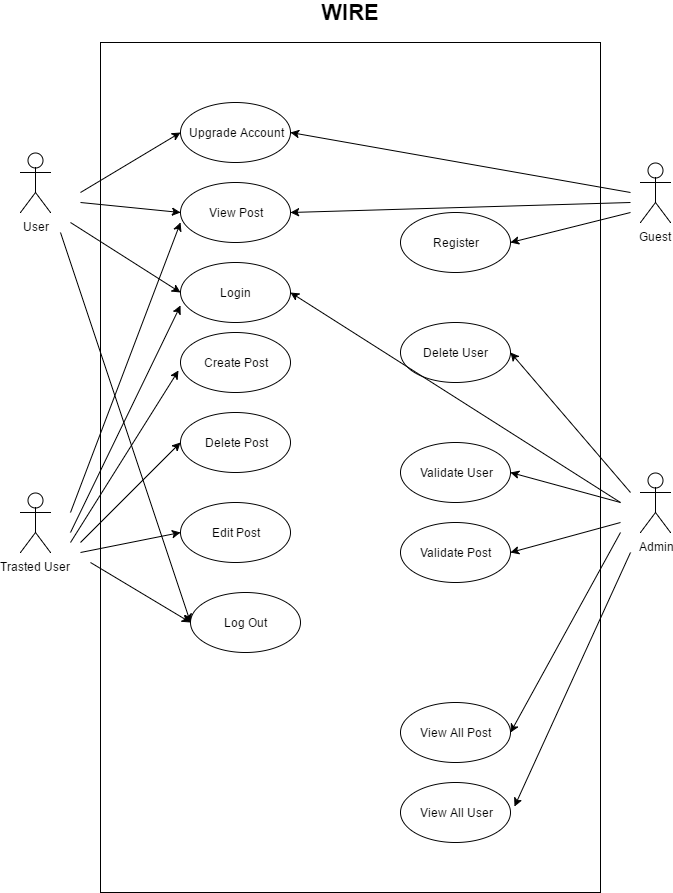 WIRE
Upgrade Account
User
View Post
Guest
Register
Login
Delete User
Create Post
Delete Post
Validate User
Edit Post
Validate Post
Admin
Trasted User
Log Out
View All Post
View All User